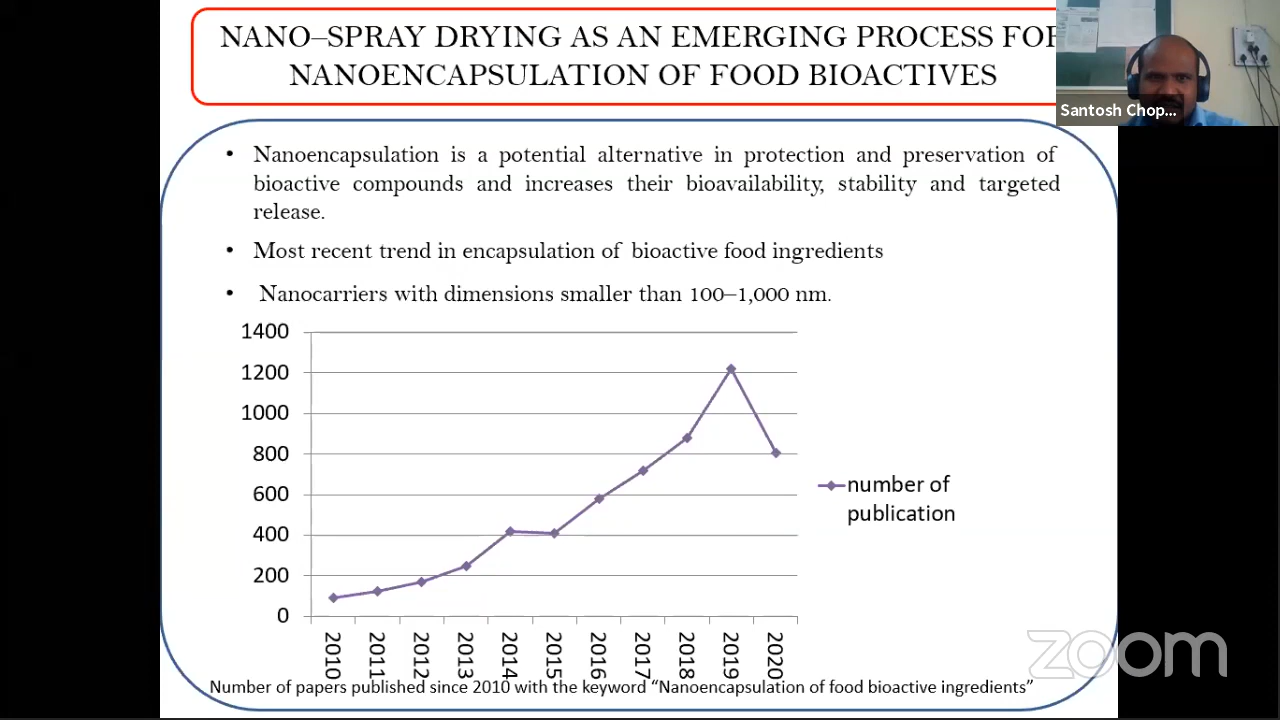 NANO–SPRAY DRYING AS AN EMERGING PROCESS FOR
NANOENCAPSULATION OF FOOD BIOACTIVES
Santosh Chop...
• Nanoencapsulation is a potential alternative in protection and preservation of
bioactive compounds and increases their bioavailability, stability and targeted
release.
• Most recent trend in encapsulation of bioactive food ingredients
• Nanocarriers with dimensions smaller than 100–1,000 nm.
1400
1200
1000
800
600
400
200
0
2010
2011
2012
2013
2014
2015
2016
2017
2018
2019
2020
number of
publication
Number of papers published since 2010 with the keyword “Nanoencapsulation of food bioactive ingredients”
zoom